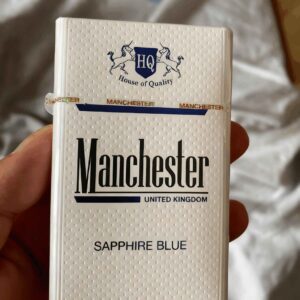 HQ
House of Quality
MANCHESTER MANCHESTER
Manchester
UNITED KINGDOM
SAPPHIRE BLUE